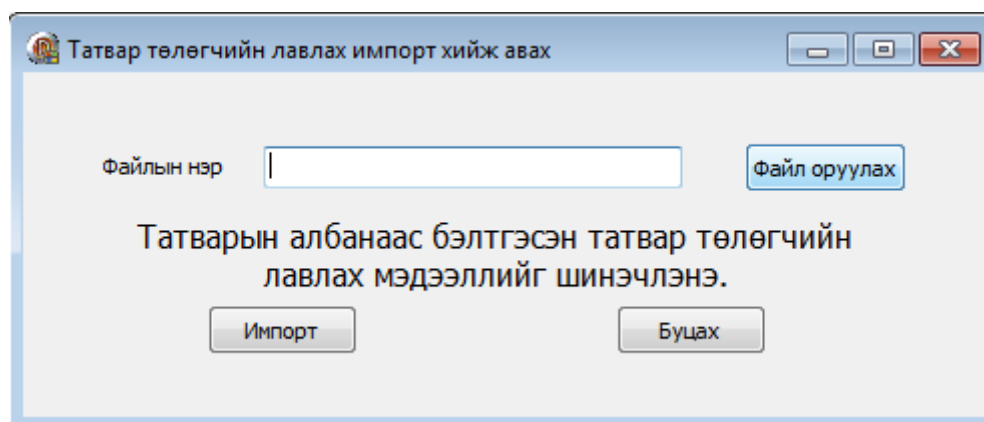 Татвар төлөгчийн лавлах импорт хийж авах
Файлын нэр
Файл оруулах
Татварын албанаас бэлтгэсэн татвар төлөгчийн
лавлах мэдээллийг шинэчлэнэ.
Импорт
Буцах